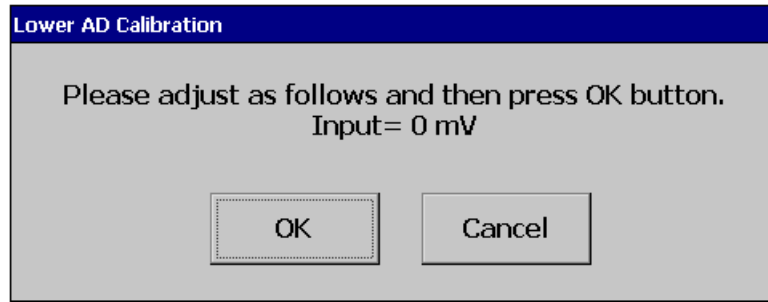 Lower AD Calibration
Please adjust as follows and then press OK button.
Input= 0 mV
OK
Cancel